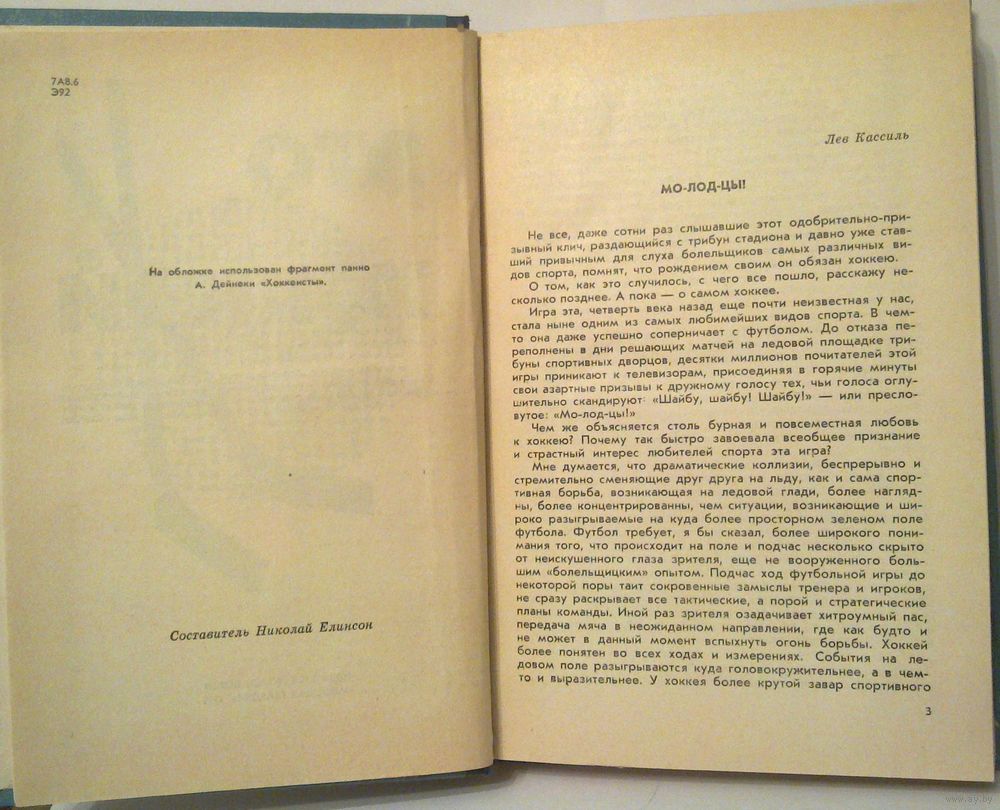 7А8.6
Э92
На обложке использован фрагмент панно
А. Дейнеки «Хоккеисты».
Составитель Николай Елинсон
Лев Кассиль
МО-ЛОД-ЦЫ!
Не все, даже сотни раз слышавшие этот одобрительно-при-
зывный клич, раздающийся с трибун стадиона и давно уже став-
ший привычным для слуха болельщиков самых различных ви-
дов спорта, помнят, что рождением своим он обязан хоккею.
О том, как это случилось, с чего все пошло, расскажу не-
сколько позднее. А пока — о самом хоккее.
Игра эта, четверть века назад еще почти неизвестная у нас,
стала ныне одним из самых любимейших видов спорта. В чем-
то она даже успешно соперничает с футболом. До отказа пе-
реполнены в дни решающих матчей на ледовой площадке три-
буны спортивных дворцов, десятки миллионов почитателей этой
игры приникают к телевизорам, присоединяя в горячие минуты
свои азартные призывы к дружному голосу тех, чьи голоса оглу-
шительно скандируют: «Шайбу, шайбу! Шайбу!» — или пресло-
вутое: «Мо-лод-цы!»
Чем же объясняется столь бурная и повсеместная любовь
к хоккею? Почему так быстро завоевала всеобщее признание
и страстный интерес любителей спорта эта игра?
Мне думается, что драматические коллизии, беспрерывно и
стремительно сменяющие друг друга на льду, как и сама спор-
тивная борьба, возникающая на ледовой глади, более нагляд-
ны, более концентрированны, чем ситуации, возникающие и ши-
роко разыгрываемые на куда более просторном зеленом поле
футбола. Футбол требует, я бы сказал, более широкого пони-
мания того, что происходит на поле и подчас несколько скрыто
от неискушенного глаза зрителя, еще не вооруженного боль-
шим «болельщицким» опытом. Подчас ход футбольной игры до
некоторой поры таит сокровенные замыслы тренера и игроков,
не сразу раскрывает все тактические, а порой и стратегические
планы команды. Иной раз зрителя озадачивает хитроумный пас,
передача мяча в неожиданном направлении, где как будто и
не может в данный момент вспыхнуть огонь борьбы. Хоккей
более понятен во всех ходах и измерениях. События на ле-
довом поле разыгрываются куда головокружительнее, а в чем-
то и выразительнее. У хоккея более крутой завар спортивного
3
www.ay.by